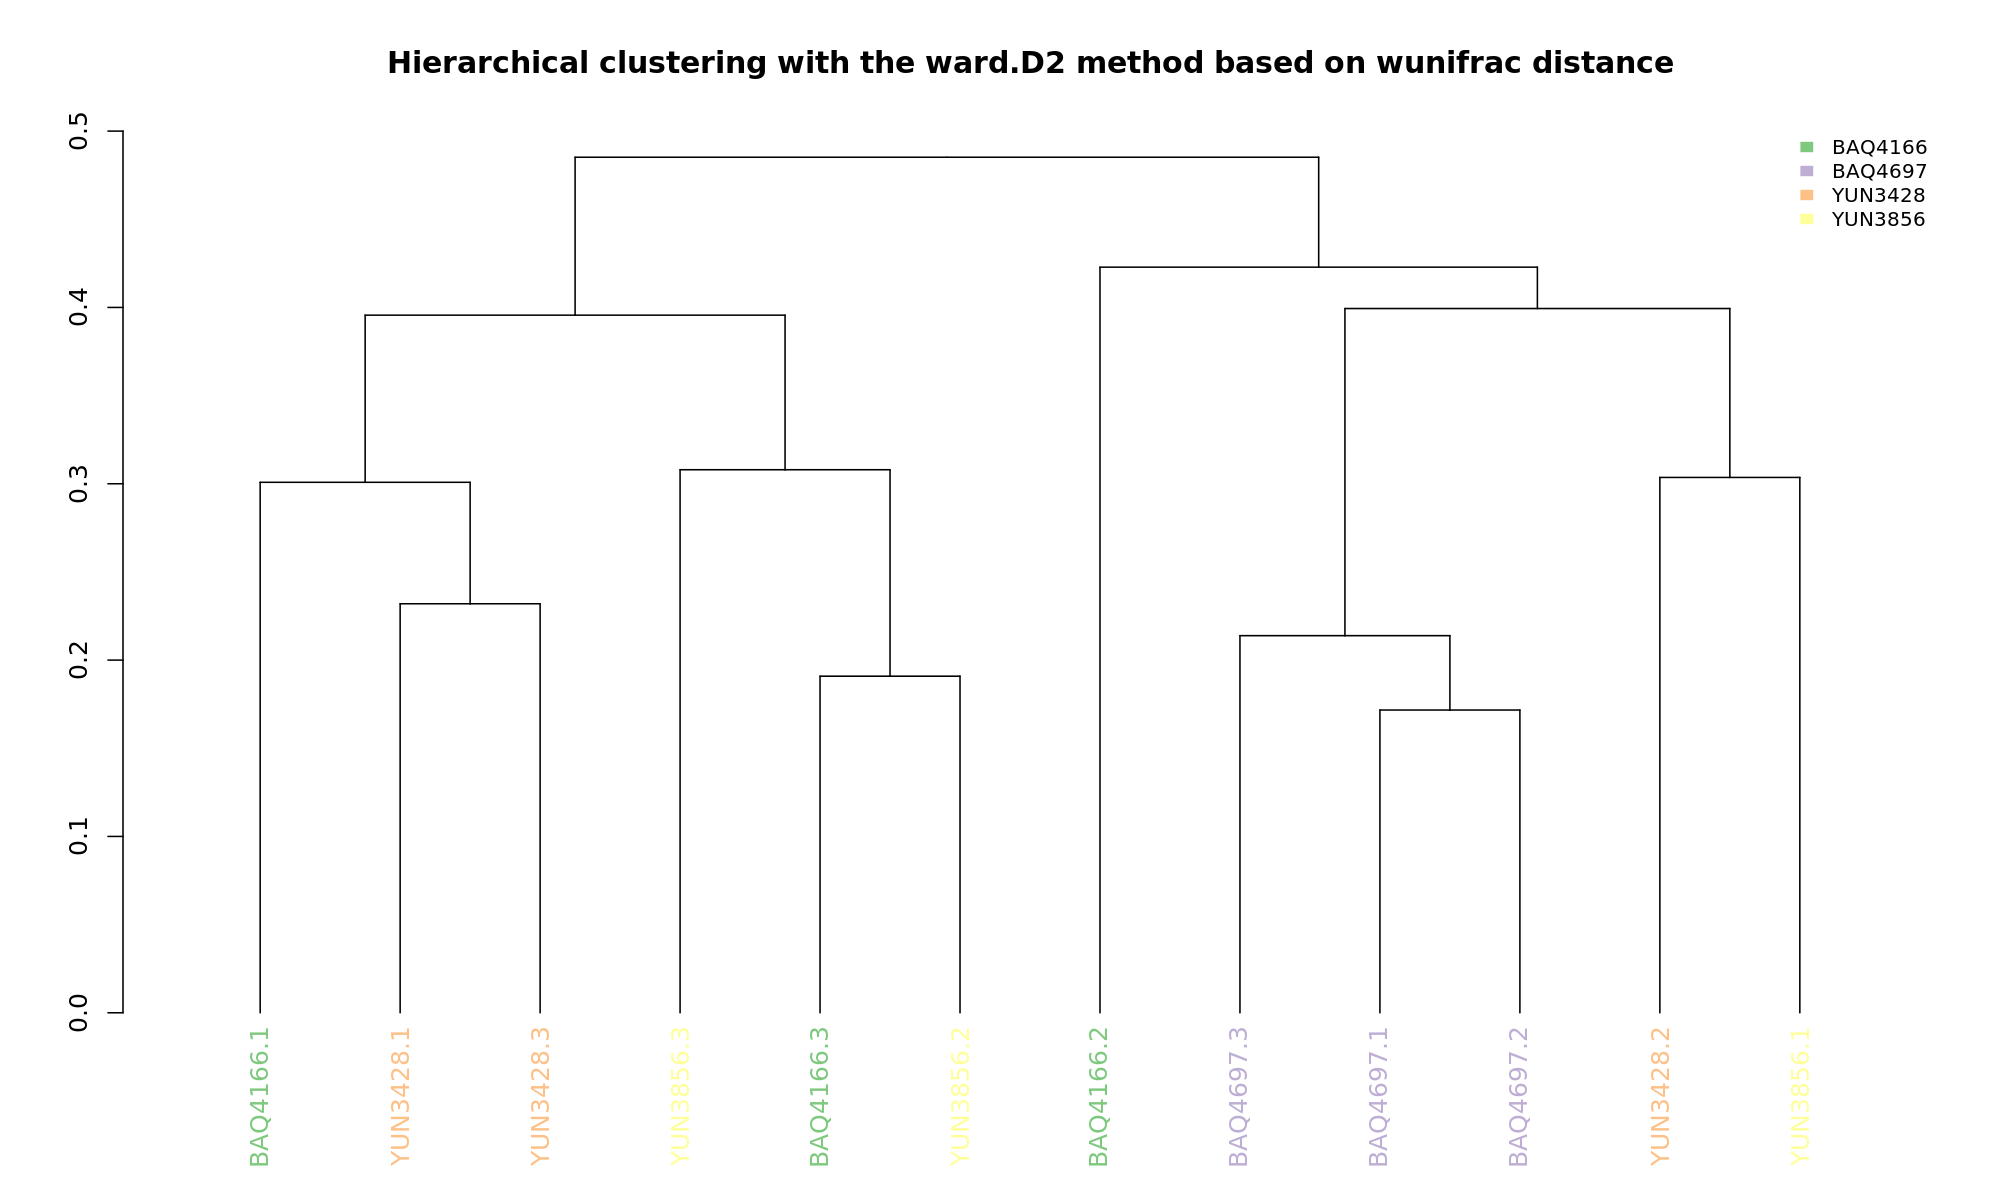 Hierarchical clustering with the ward.D2 method based on wunifrac distance
0.5
0.4
0.3
0.2
0.1
0.0
BAQ4166
BAQ4697
YUN3428
YUN3856
BAQ4166.1
YUN3428.1
YUN3428.3
YUN3856.3
BAQ4166.3
YUN3856.2
BAQ4166.2
BAQ4697.3
BAQ4697.1
BAQ4697.2
YUN3428.2
YUN3856.1